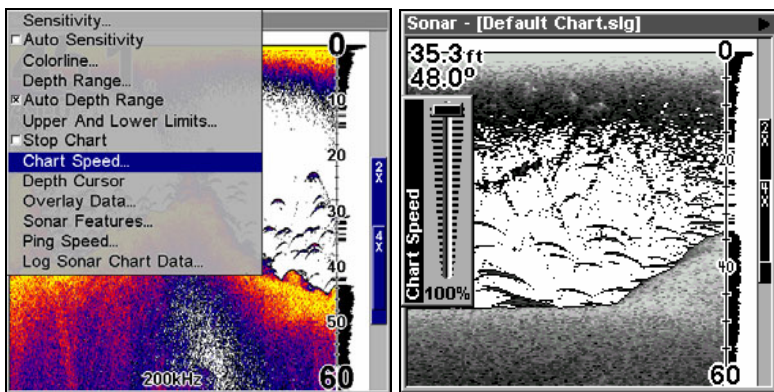 Sensitivity...
Auto Sensitivity
Colorline...
Depth Range...
Auto Depth Range
Upper And Lower Limits...
Stop Chart
Chart Speed...
Depth Cursor
Overlay Data...
Sonar Features...
Ping Speed...
Log Sonar Chart Data...
0
10
20
30
40
50
60
2X
4X
200kHz
Sonar - [Default Chart.slg]
35.3ft
48.0º
Chart Speed
100%
0
20
40
60
2X
4X